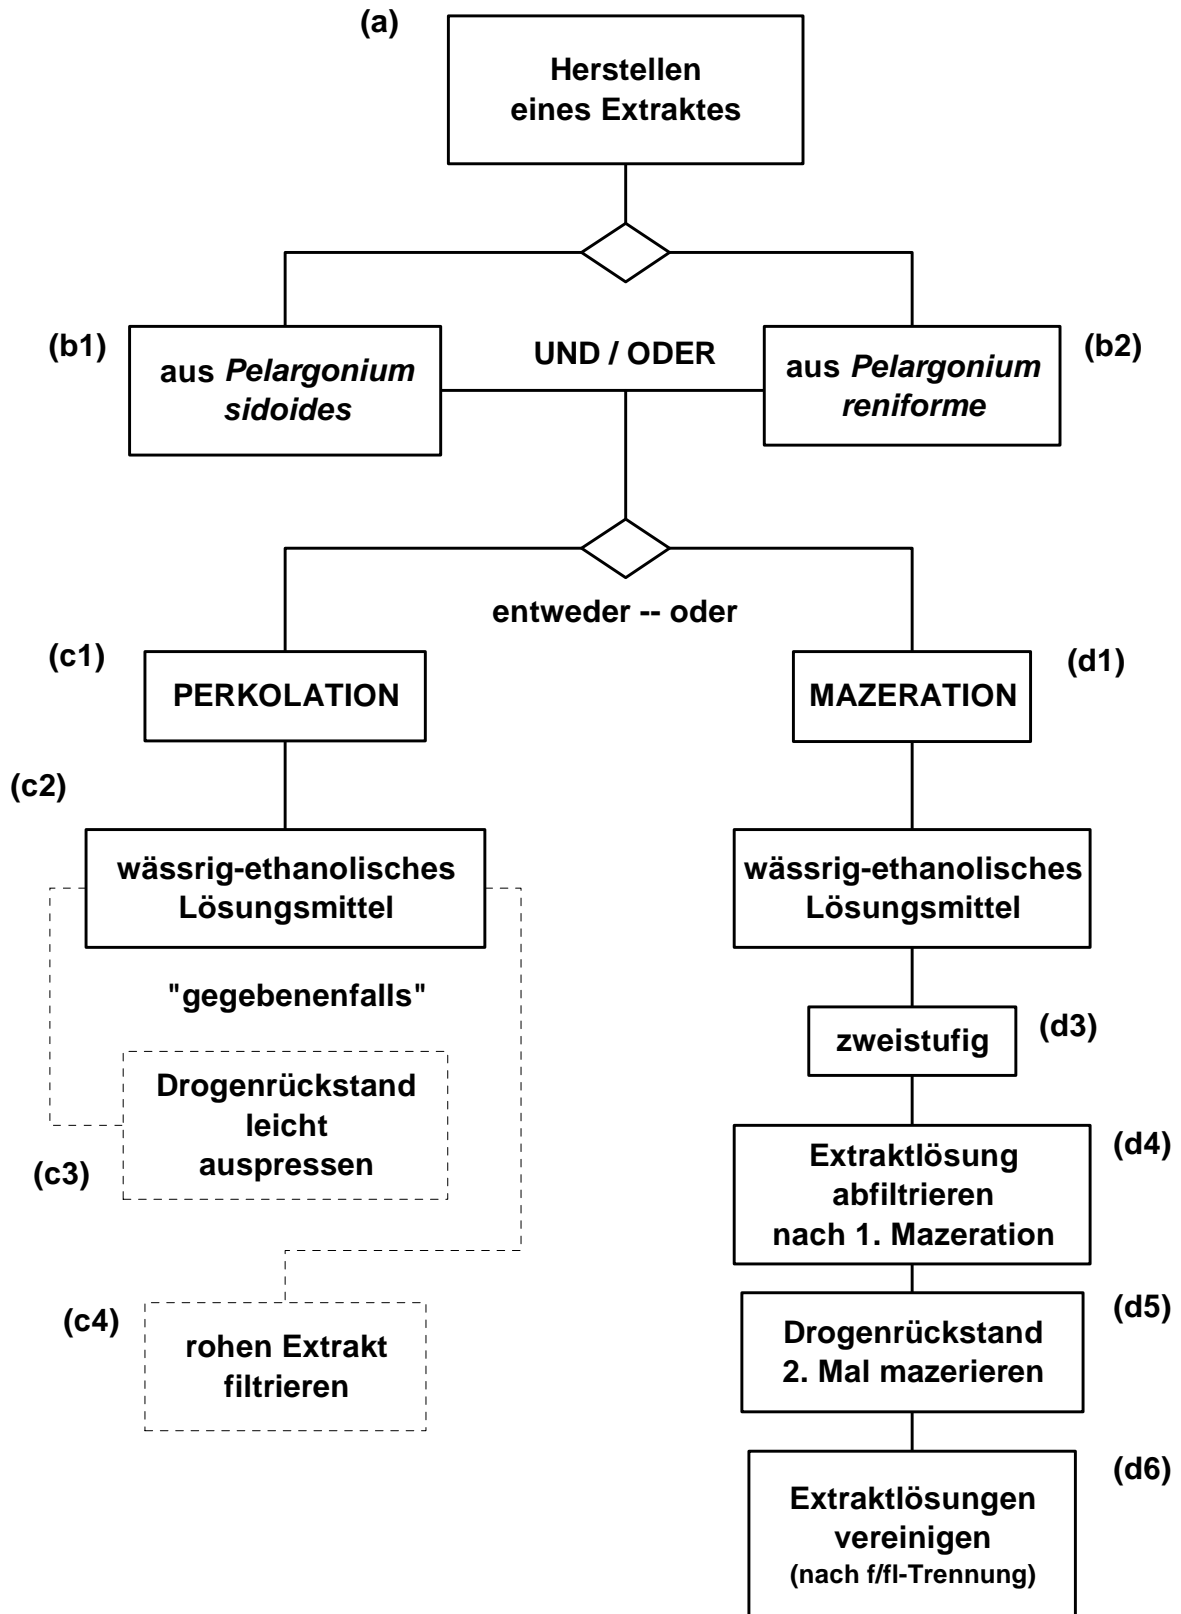 (a)
Herstellen
eines Extraktes
(b1)
aus Pelargonium
sidoides
UND / ODER
aus Pelargonium
reniforme
(b2)
entweder -- oder
(c1)
PERKOLATION
(d1)
MAZERATION
(c2)
wässrig-ethanolisches
Lösungsmittel
wässrig-ethanolisches
Lösungsmittel
"gegebenenfalls"
zweistufig
(d3)
Drogenrückstand
leicht
auspressen
(c3)
Extraktlösung
abfiltrieren
nach 1. Mazeration
(d4)
(c4)
rohen Extrakt
filtrieren
Drogenrückstand
2. Mal mazerieren
(d5)
Extraktlösungen
vereinigen
(nach f/fl-Trennung)
(d6)